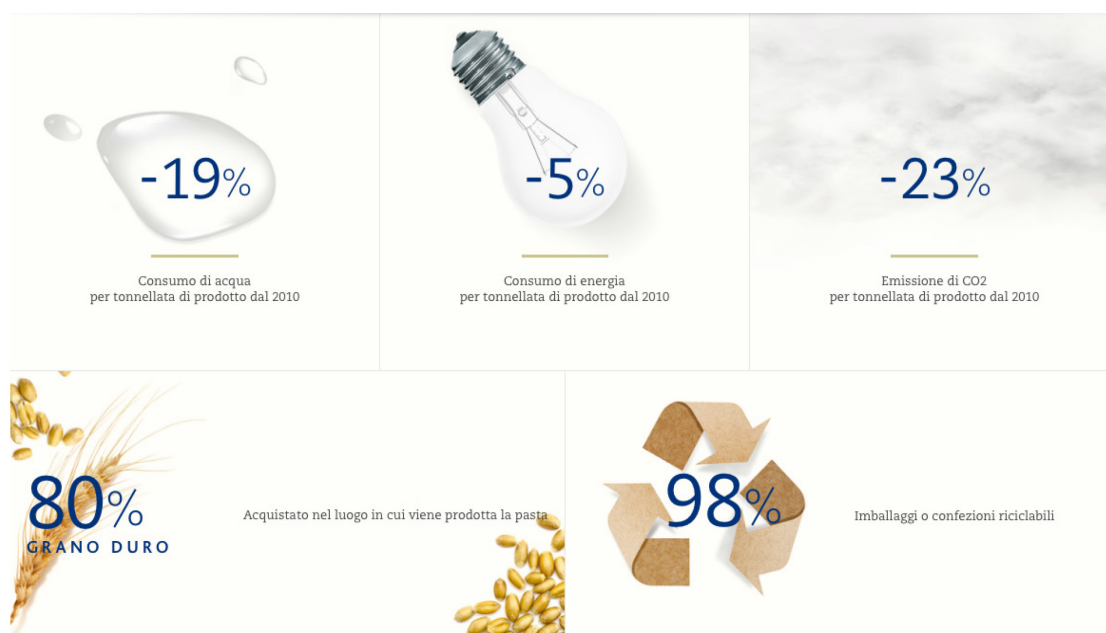 -19%
Consumo di acqua
per tonnellata di prodotto dal 2010
-5%
Consumo di energia
per tonnellata di prodotto dal 2010
-23%
Emissione di CO2
per tonnellata di prodotto dal 2010
80%
GRANO DURO
Acquistato nel luogo in cui viene prodotta la pasta
98%
Imballaggi o confezioni riciclabili